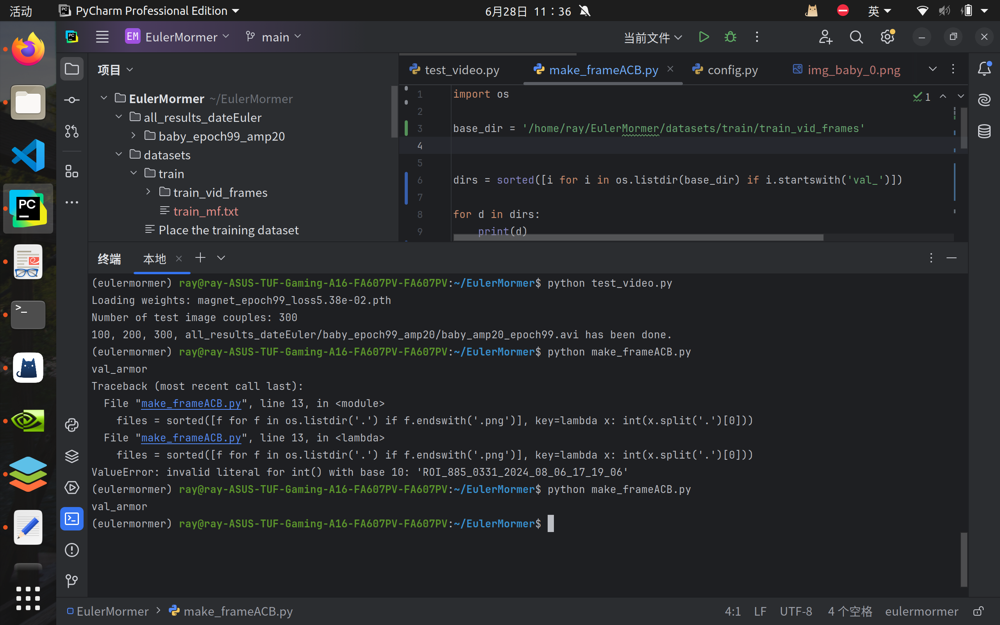 活动
PyCharm Professional Edition
6月28日 11：36
英
EM EulerMormer
main
当前文件
项目
test_video.py
make_frameACB.py
config.py
img_baby_0.png
EulerMormer ~/EulerMormer
all_results_dateEuler
baby_epoch99_amp20
datasets
train
train_vid_frames
train_mf.txt
Place the training dataset
1 import os
1
2
3 base_dir = '/home/ray/EulerMormer/datasets/train/train_vid_frames'
4
5
6 dirs = sorted([i for i in os.listdir(base_dir) if i.startswith('val_')])
7
8 for d in dirs:
9 print(d)
终端
本地
(eulermormer) ray@ray-ASUS-TUF-Gaming-A16-FA607PV-FA607PV:~/EulerMormer$ python test_video.py
Loading weights: magnet_epoch99_loss5.38e-02.pth
Number of test image couples: 300
100, 200, 300, all_results_dateEuler/baby_epoch99_amp20/baby_amp20_epoch99.avi has been done.
(eulermormer) ray@ray-ASUS-TUF-Gaming-A16-FA607PV-FA607PV:~/EulerMormer$ python make_frameACB.py
val_armor
Traceback (most recent call last):
File "make_frameACB.py", line 13, in <module>
files = sorted([f for f in os.listdir('.') if f.endswith('.png')], key=lambda x: int(x.split('.')[0]))
File "make_frameACB.py", line 13, in <lambda>
files = sorted([f for f in os.listdir('.') if f.endswith('.png')], key=lambda x: int(x.split('.')[0]))
ValueError: invalid literal for int() with base 10: 'ROI_885_0331_2024_08_06_17_19_06'
(eulermormer) ray@ray-ASUS-TUF-Gaming-A16-FA607PV-FA607PV:~/EulerMormer$ python make_frameACB.py
val_armor
(eulermormer) ray@ray-ASUS-TUF-Gaming-A16-FA607PV-FA607PV:~/EulerMormer$
EulerMormer > make_frameACB.py
4:1
LF
UTF-8
4 个空格
eulermormer